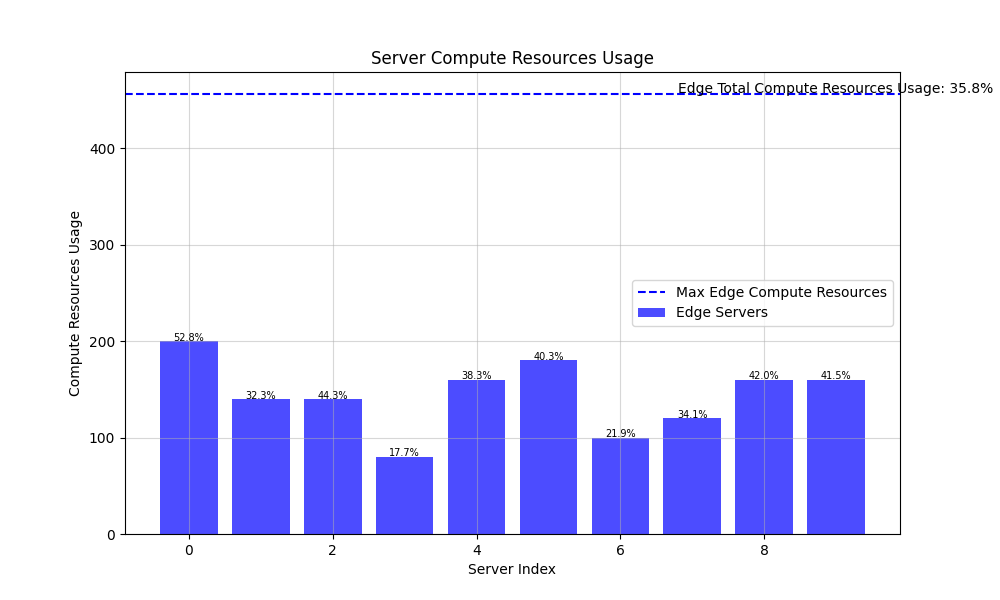 Server Compute Resources Usage
Edge Total Compute Resources Usage: 35.8%
400
300
Max Edge Compute Resources
Edge Servers
200
52.8%
32.3%
44.3%
17.7%
38.3%
40.3%
21.9%
34.1%
42.0%
41.5%
100
0
Compute Resources Usage
0 2 4 6 8
Server Index